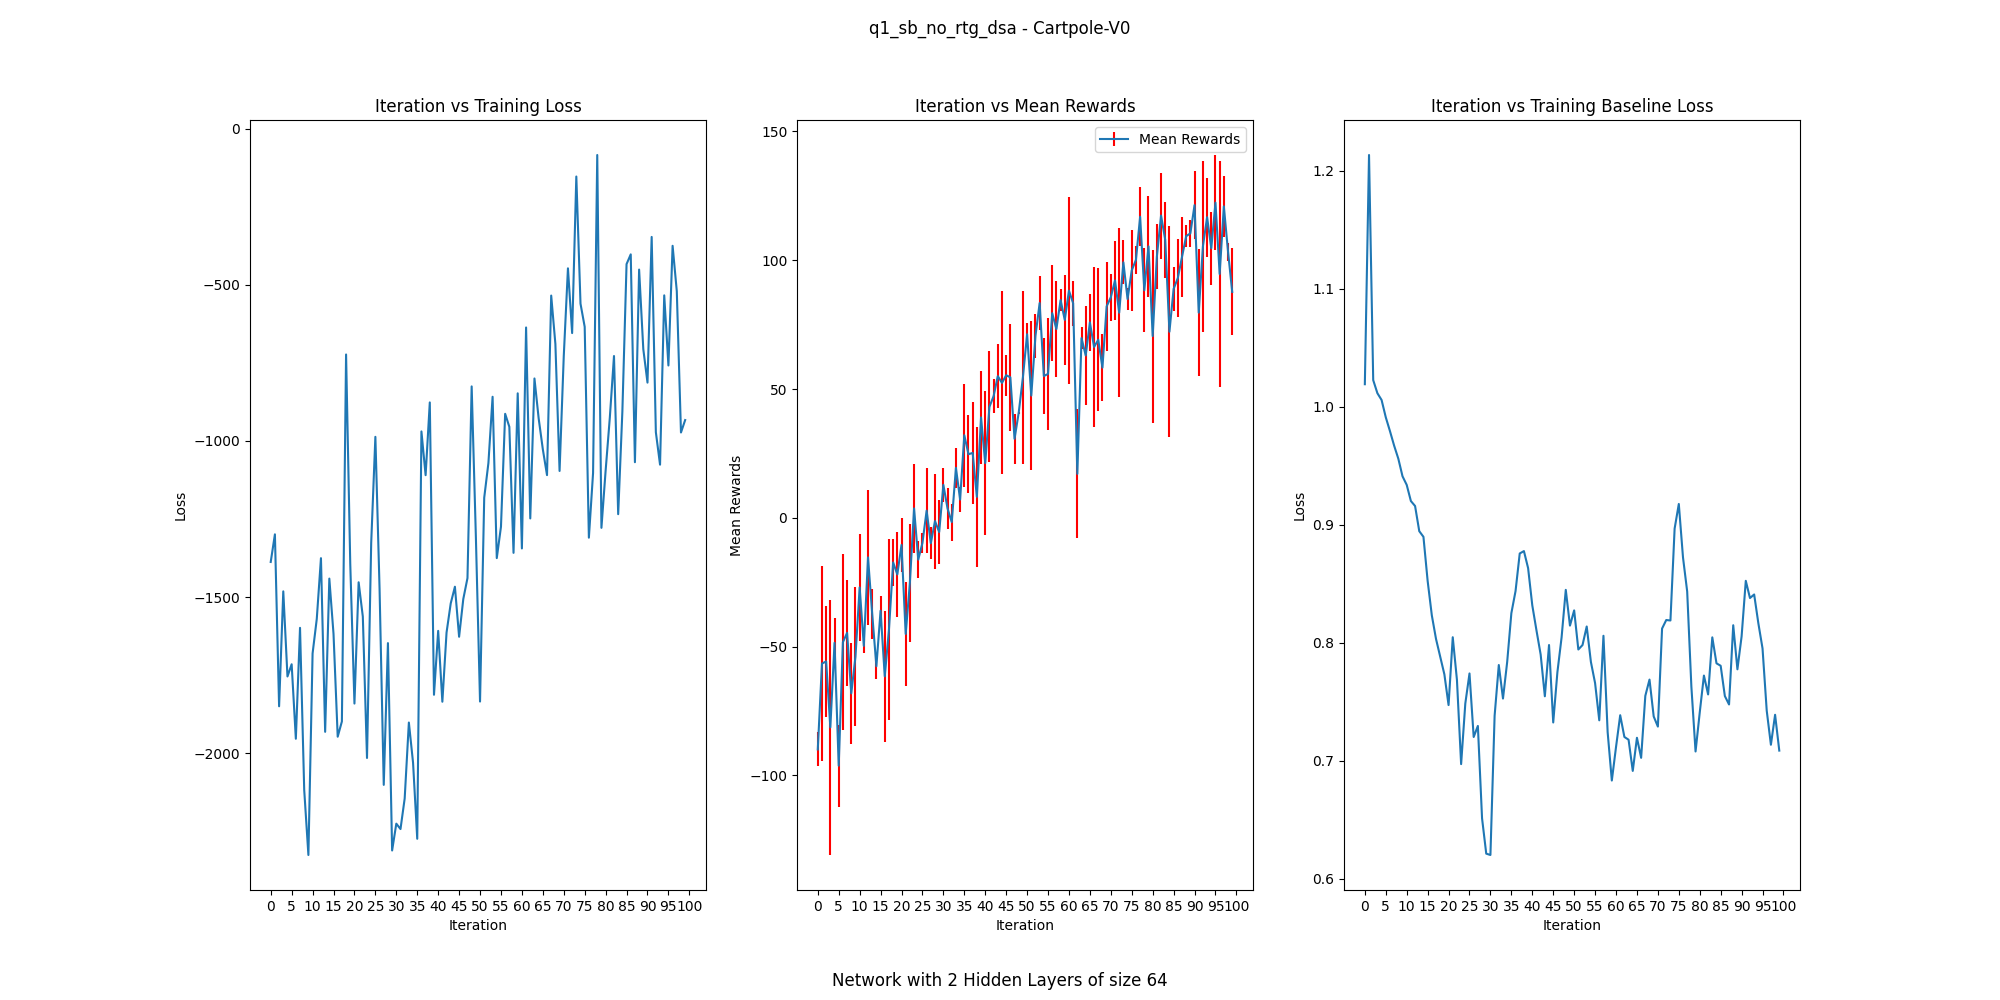 q1_sb_no_rtg_dsa - Cartpole-V0
Iteration vs Training Loss
0
−500
−1000
−1500
−2000
Loss
0 5 10 15 20 25 30 35 40 45 50 55 60 65 70 75 80 85 90 95 100
Iteration
Iteration vs Mean Rewards
Mean Rewards
150
100
50
0
−50
−100
Mean Rewards
0 5 10 15 20 25 30 35 40 45 50 55 60 65 70 75 80 85 90 95 100
Iteration
Iteration vs Training Baseline Loss
1.2
1.1
1.0
0.9
0.8
0.7
0.6
Loss
0 5 10 15 20 25 30 35 40 45 50 55 60 65 70 75 80 85 90 95 100
Iteration
Network with 2 Hidden Layers of size 64